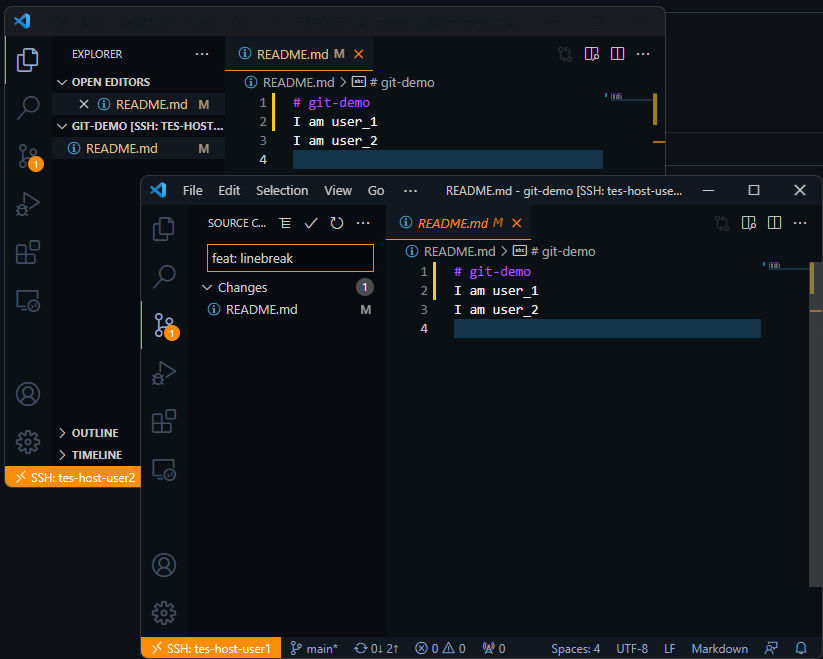 EXPLORER ...
README.md M
OPEN EDITORS
README.md M
GIT-DEMO [SSH: TES-HOST...
README.md M
README.md > # git-demo
1 # git-demo
2 I am user_1
3 I am user_2
4
1
OUTLINE
TIMELINE
SSH: tes-host-user2
File Edit Selection View Go ... README.md - git-demo [SSH: tes-host-use...
SOURCE C... ...
README.md M
feat: linebreak
Changes 1
README.md M
README.md > # git-demo
1 # git-demo
2 I am user_1
3 I am user_2
4
1
SSH: tes-host-user1 main* 0↓ 2↑ 0 0 0 Spaces: 4 UTF-8 LF Markdown